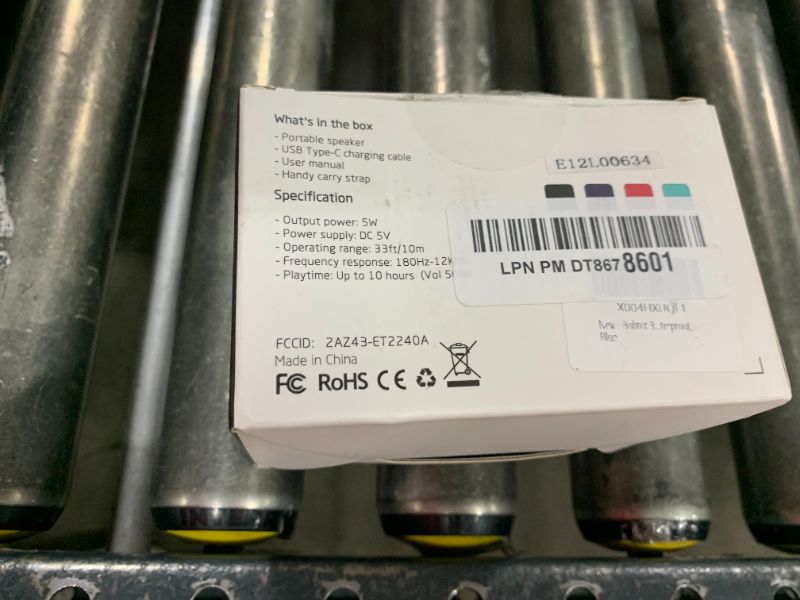 What's in the box
- Portable speaker
- USB Type-C charging cable
- User manual
- Handy carry strap
Specification
- Output power: 5W
- Power supply: DC 5V
- Operating range: 33ft/10m
- Frequency response: 180Hz-12K
- Playtime: Up to 10 hours (Vol 5
FCCID: 2AZ43-ET2240A
Made in China
FC RoHS CE
E12L00634
LPN PM DT867 8601
New -
Blue